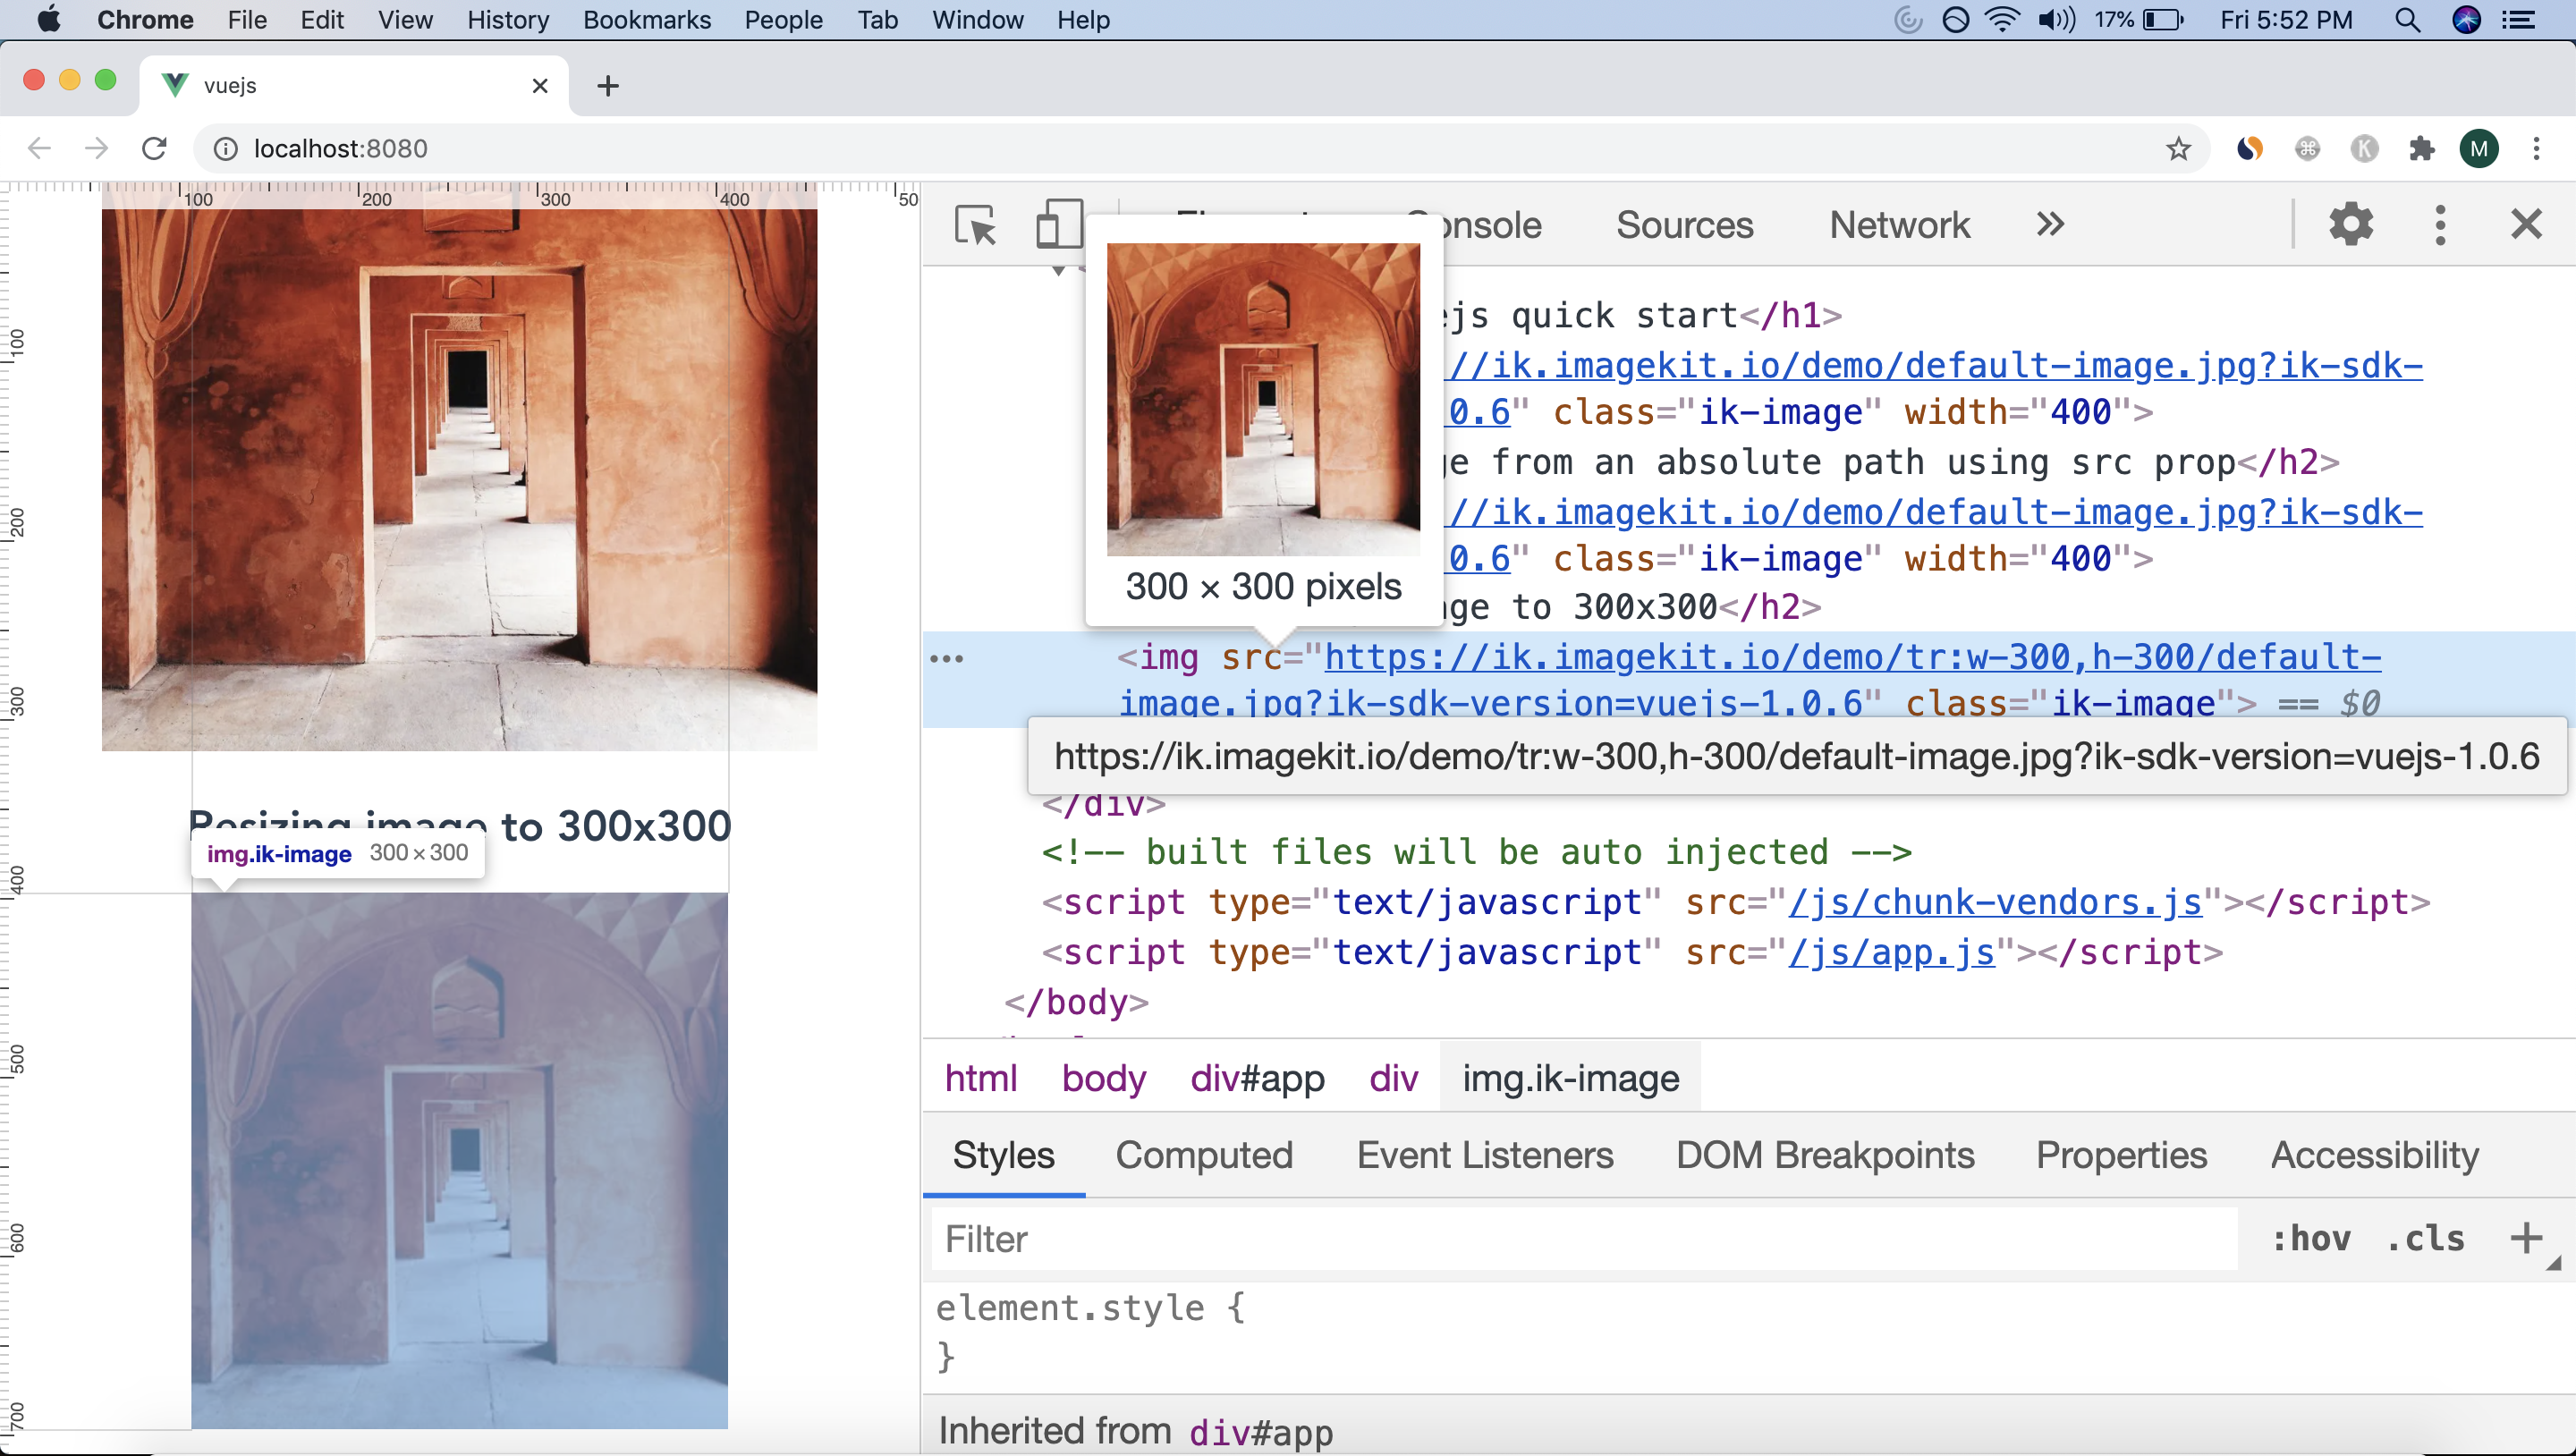 Chrome File Edit View History Bookmarks People Tab Window Help 17% Fri 5:52 PM
vuejs
localhost:8080 K M
100 200 300 400 50
100
200
300
400
500
600
700
Resizing image to 300x300
img.ik-image 300×300
Console Sources Network
ejs quick start</h1>
//ik.imagekit.io/demo/default-image.jpg?ik-sdk-
0.6" class="ik-image" width="400">
ge from an absolute path using src prop</h2>
//ik.imagekit.io/demo/default-image.jpg?ik-sdk-
0.6" class="ik-image" width="400">
300 × 300 pixels
age to 300x300</h2>
<img src="https://ik.imagekit.io/demo/tr:w-300,h-300/default-
image.jpg?ik-sdk-version=vuejs-1.0.6" class="ik-image"> == $0
https://ik.imagekit.io/demo/tr:w-300,h-300/default-image.jpg?ik-sdk-version=vuejs-1.0.6
</div>
<!-- built files will be auto injected -->
<script type="text/javascript" src="/js/chunk-vendors.js"></script>
<script type="text/javascript" src="/js/app.js"></script>
</body>
html body div#app div img.ik-image
Styles Computed Event Listeners DOM Breakpoints Properties Accessibility
Filter :hov .cls +
element.style {
}
Inherited from div#app